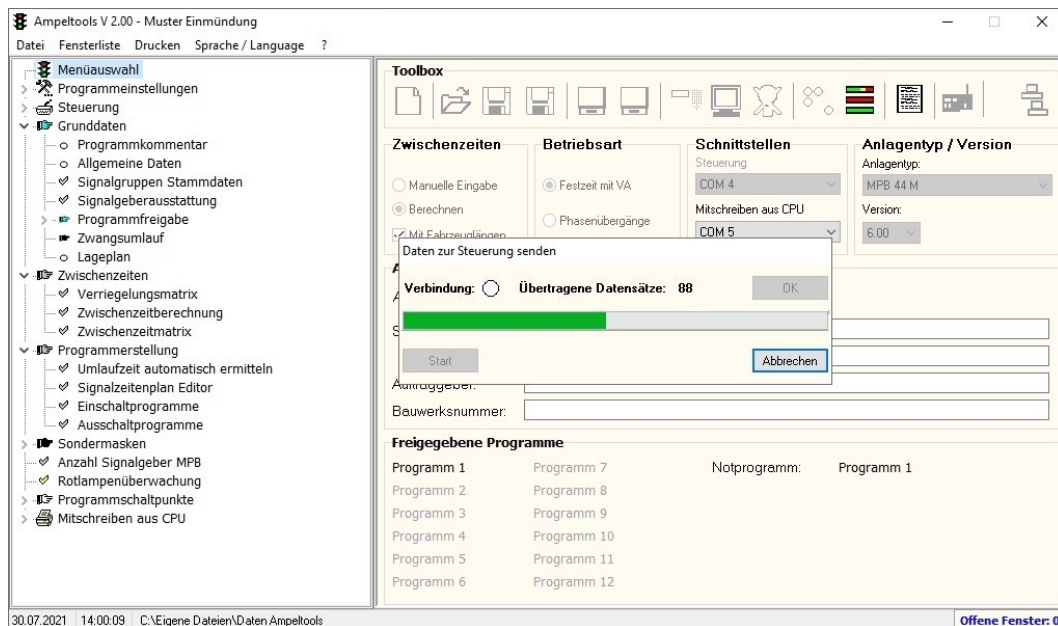 Ampeltools V 2.00 - Muster Einmündung
Datei Fensterliste Drucken Sprache / Language ?
Menüauswahl
Programmeinstellungen
Steuerung
Grunddaten
Programmkommentar
Allgemeine Daten
Signalgruppen Stammdaten
Signalgeberausstattung
Programmfreigabe
Zwangsumlauf
Lageplan
Zwischenzeiten
Verriegelungsmatrix
Zwischenzeitberechnung
Zwischenzeitmatrix
Programmerstellung
Umlaufzeit automatisch ermitteln
Signalzeitenplan Editor
Einschaltprogramme
Ausschaltprogramme
Sondermasken
Anzahl Signalgeber MPB
Rotlampenüberwachung
Programmschaltpunkte
Mitschreiben aus CPU
Toolbox
Zwischenzeiten
Manuelle Eingabe
Berechnen
Mit Fahrzeuglängen
Betriebsart
Festzeit mit VA
Phasenübergänge
Schnittstellen
Steuerung
COM 4
Mitschreiben aus CPU
COM 5
Anlagentyp / Version
Anlagentyp:
MPB 44 M
Version:
6.00
Daten zur Steuerung senden
Verbindung: Übertragene Datensätze: 88 OK
Start Abbrechen
Auftraggeber:
Bauwerksnummer:
Freigegebene Programme
Programm 1 Programm 7 Notprogramm: Programm 1
Programm 2 Programm 8
Programm 3 Programm 9
Programm 4 Programm 10
Programm 5 Programm 11
Programm 6 Programm 12
30.07.2021 14:00:09 C:\Eigene Dateien\Daten Ampeltools Offene Fenster: 0